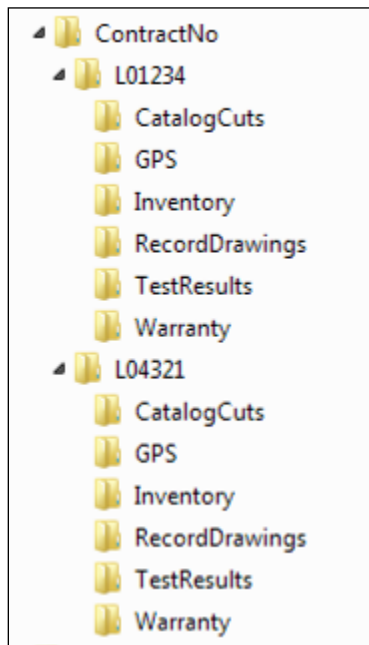 ContractNo
L01234
CatalogCuts
GPS
Inventory
RecordDrawings
TestResults
Warranty
L04321
CatalogCuts
GPS
Inventory
RecordDrawings
TestResults
Warranty